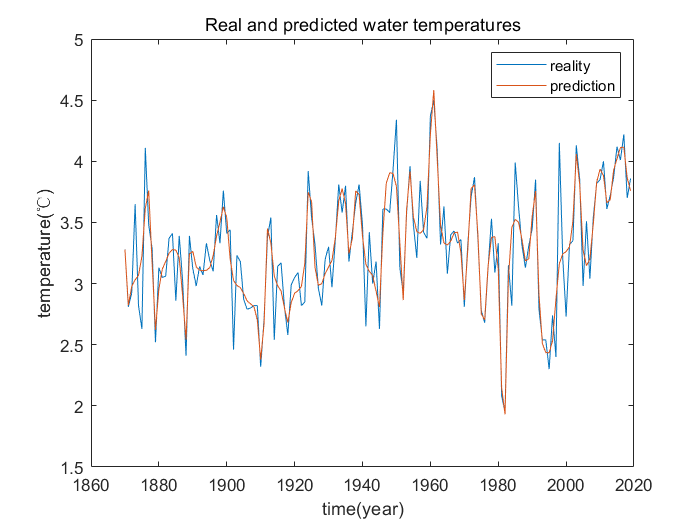 Real and predicted water temperatures
5
4.5
4
3.5
3
2.5
2
1.5
temperature(℃)
reality
prediction
1860 1880 1900 1920 1940 1960 1980 2000 2020
time(year)